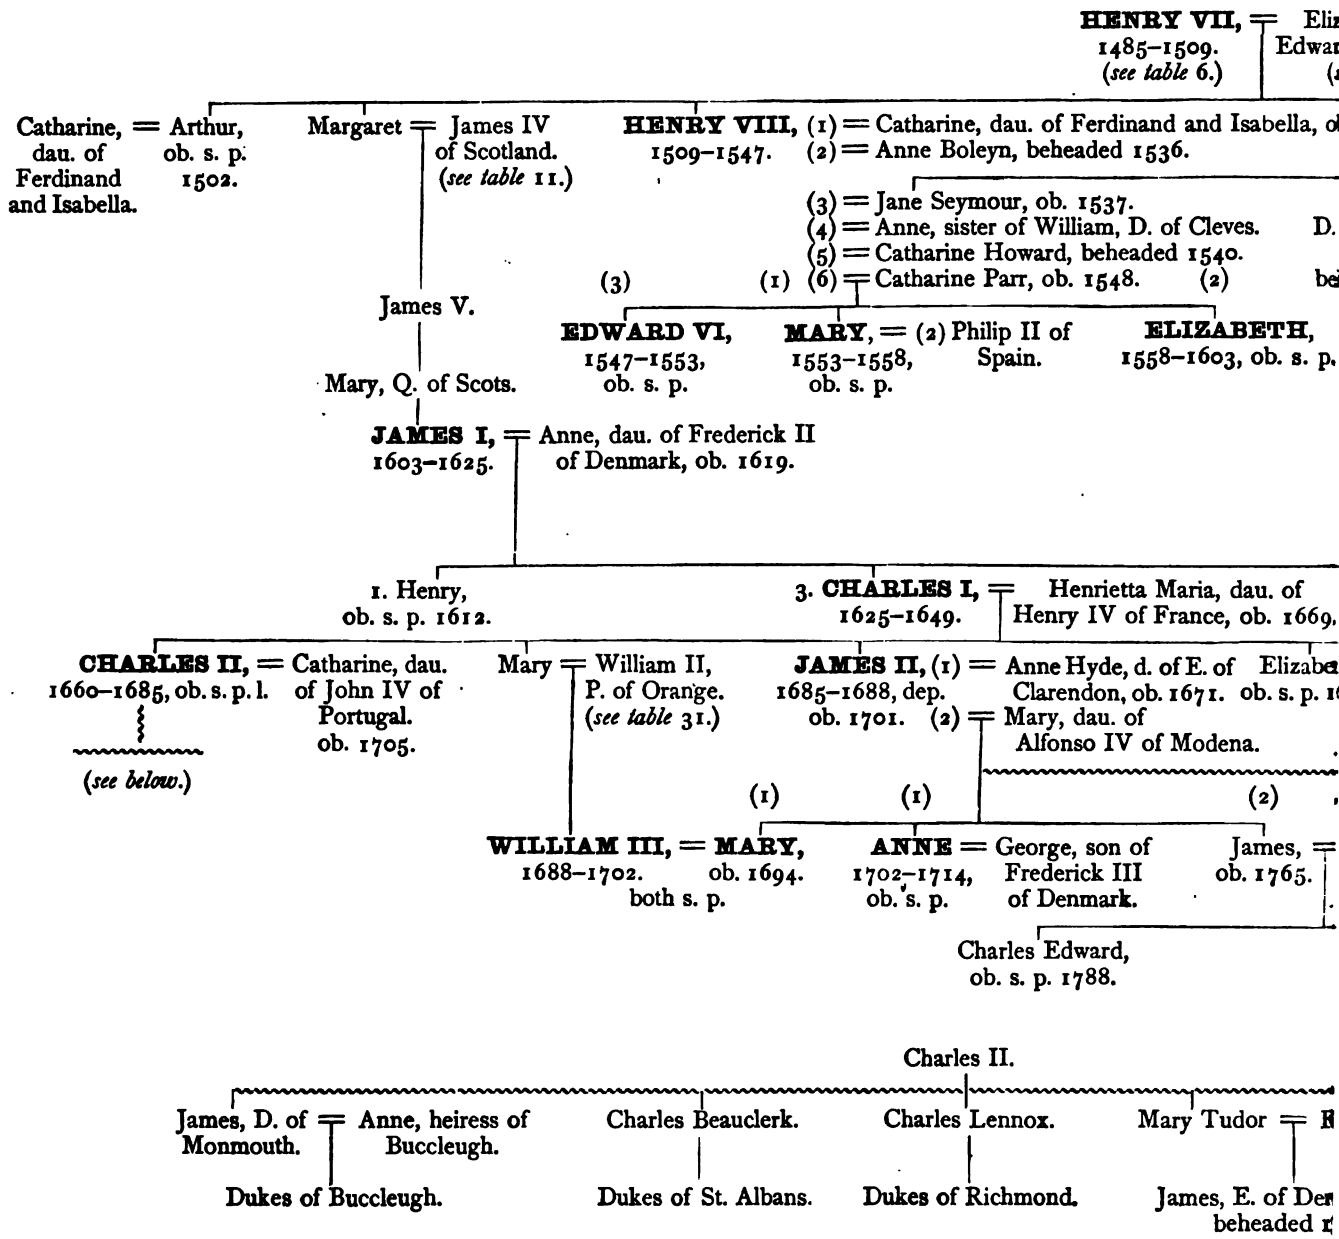 HENRY VII, =
1485–1509.
(see table 6.)
Catharine, = Arthur,
dau. of
Ferdinand
and Isabella.
ob. s. p.
1502.
Margaret = James IV
of Scotland.
(see table 11.)
HENRY VIII, (1) = Catharine, dau. of Ferdinand and Isabella,
1509–1547. (2) = Anne Boleyn, beheaded 1536.
(3) = Jane Seymour, ob. 1537.
(4) = Anne, sister of William, D. of Cleves. D.
(5) = Catharine Howard, beheaded 1540.
(3) (1) (6) = Catharine Parr, ob. 1548. (2)
James V.
EDWARD VI,
1547–1553,
ob. s. p.
MARY, = (2) Philip II of
Spain.
1553–1558,
ob. s. p.
ELIZABETH,
1558–1603, ob. s. p.
Mary, Q. of Scots.
JAMES I, = Anne, dau. of Frederick II
1603–1625. of Denmark, ob. 1619.
1. Henry,
ob. s. p. 1612.
3. CHARLES I, = Henrietta Maria, dau. of
1625–1649. Henry IV of France, ob. 1669.
CHARLES II, = Catharine, dau.
1660–1685, ob. s. p. l. of John IV of
Portugal.
ob. 1705.
(see below.)
Mary = William II,
P. of Orange.
(see table 31.)
JAMES II, (1) = Anne Hyde, d. of E. of
1685–1688, dep. Clarendon, ob. 1671. ob. s. p.
ob. 1701. (2) = Mary, dau. of
Alfonso IV of Modena.
(1) (1) (2)
WILLIAM III, = MARY,
1688–1702. ob. 1694.
both s. p.
ANNE = George, son of
1702–1714, Frederick III
ob. s. p. of Denmark.
James, =
ob. 1765.
Charles Edward,
ob. s. p. 1788.
Charles II.
James, D. of = Anne, heiress of
Monmouth. Buccleugh.
Charles Beauclerk.
Charles Lennox.
Mary Tudor =
Dukes of Buccleugh.
Dukes of St. Albans.
Dukes of Richmond.
James, E. of
beheaded